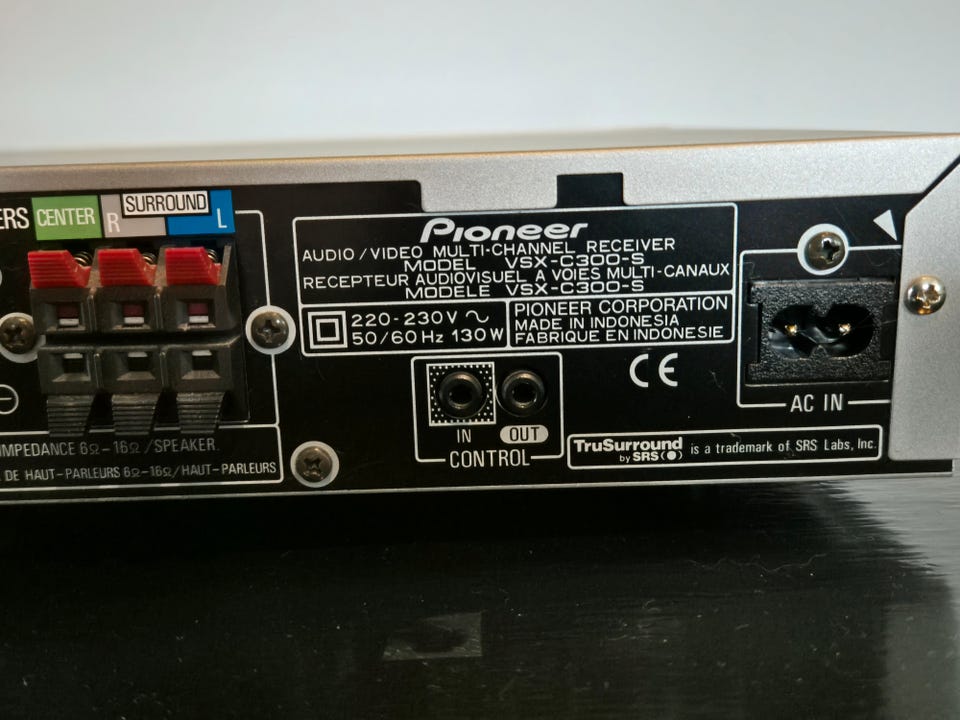 ERS
CENTER
R
SURROUND
L
Pioneer
AUDIO/VIDEO MULTI-CHANNEL RECEIVER
MODEL VSX-C300-S
RECEPTEUR AUDIOVISUEL A VOIES MULTI-CANAUX
MODELE VSX-C300-S
220-230V ~
50/60Hz 130W
PIONEER CORPORATION
MADE IN INDONESIA
FABRIQUE EN INDONESIE
CE
AC IN
IN
OUT
CONTROL
IMPEDANCE 6Ω-16Ω/SPEAKER
DE HAUT-PARLEURS 6Ω-16Ω/HAUT-PARLEURS
TruSurround is a trademark of SRS Labs, Inc.
by SRS(●)